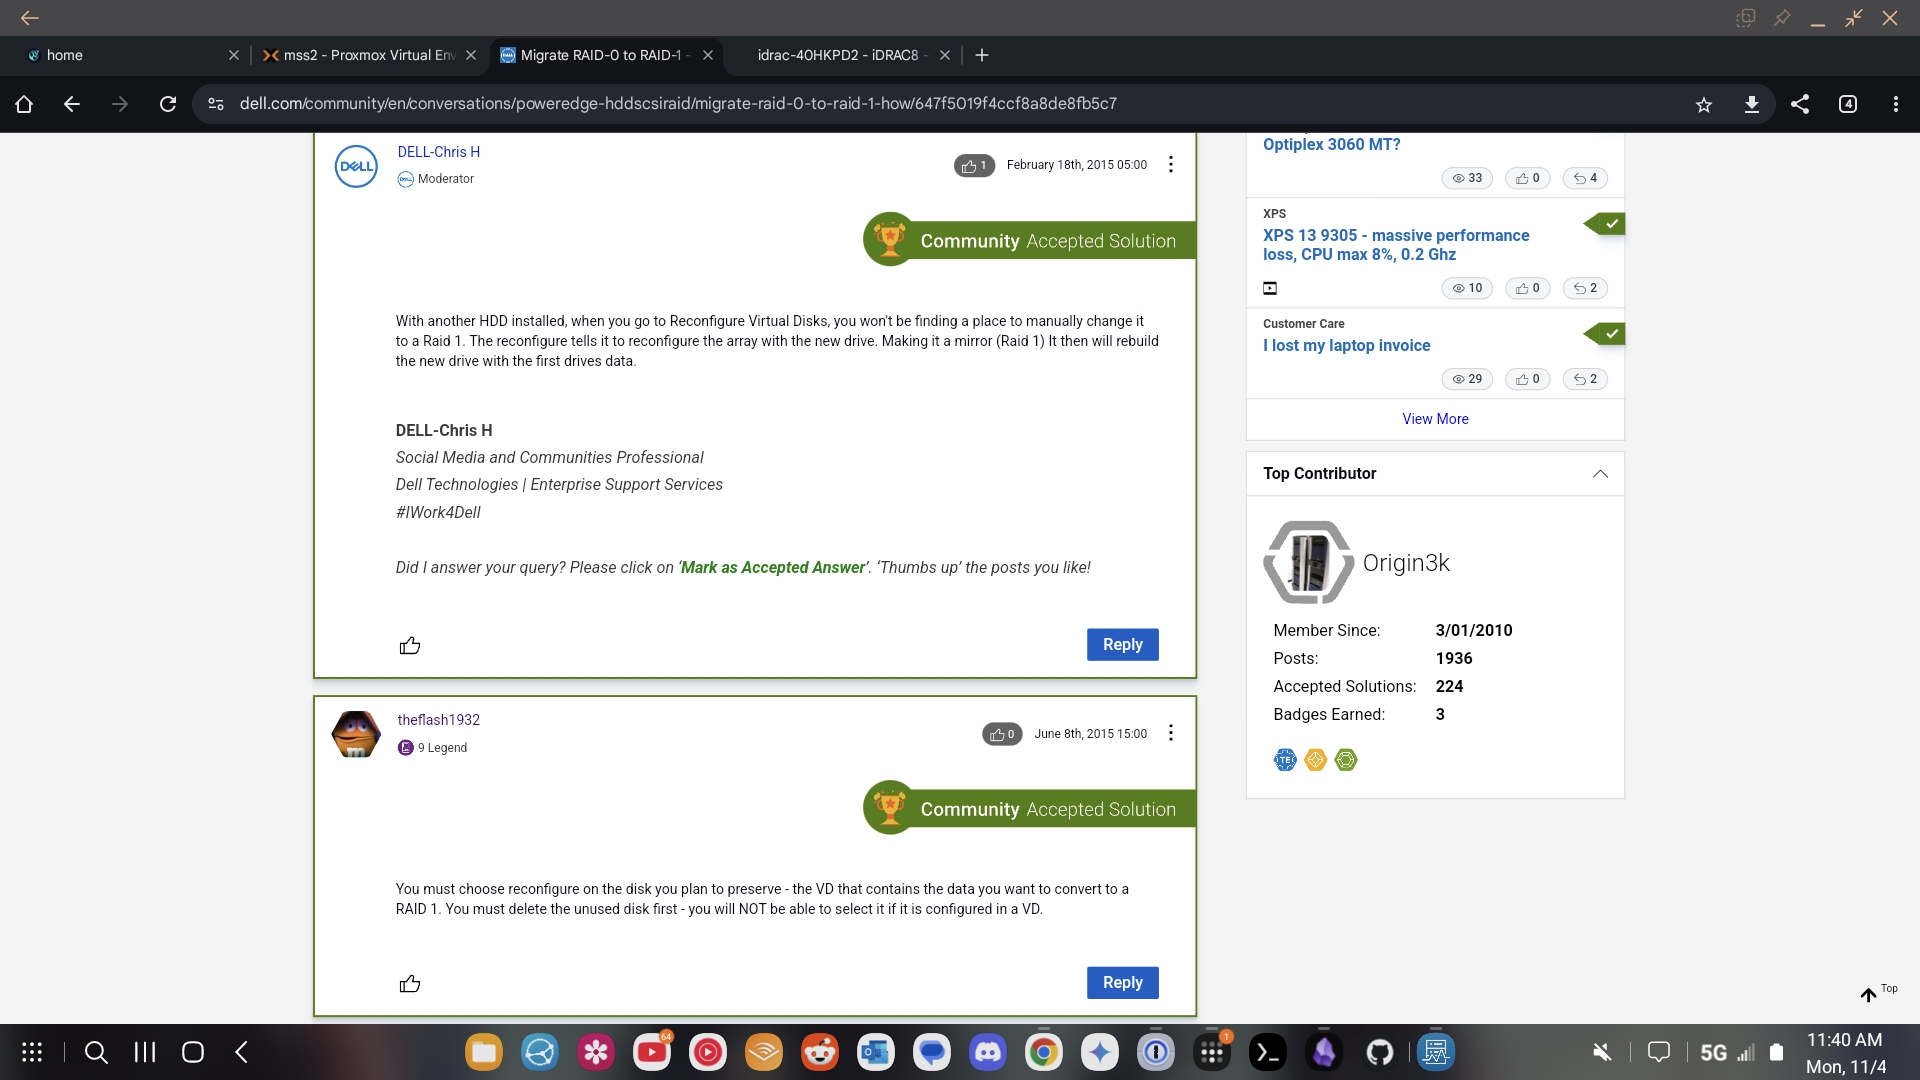 home
mss2 - Proxmox Virtual Env
Migrate RAID-0 to RAID-1 -
idrac-40HKPD2 - iDRAC8 -
dell.com/community/en/conversations/poweredge-hddscsiraid/migrate-raid-0-to-raid-1-how/647f5019f4ccf8a8de8fb5c7
4
DELL
DELL-Chris H
Moderator
1
February 18th, 2015 05:00
Community Accepted Solution
With another HDD installed, when you go to Reconfigure Virtual Disks, you won't be finding a place to manually change it
to a Raid 1. The reconfigure tells it to reconfigure the array with the new drive. Making it a mirror (Raid 1) It then will rebuild
the new drive with the first drives data.
DELL-Chris H
Social Media and Communities Professional
Dell Technologies | Enterprise Support Services
#IWork4Dell
Did I answer your query? Please click on ‘Mark as Accepted Answer’. ‘Thumbs up’ the posts you like!
Reply
theflash1932
9 Legend
0
June 8th, 2015 15:00
Community Accepted Solution
You must choose reconfigure on the disk you plan to preserve - the VD that contains the data you want to convert to a
RAID 1. You must delete the unused disk first - you will NOT be able to select it if it is configured in a VD.
Reply
Optiplex 3060 MT?
33 0 4
XPS
XPS 13 9305 - massive performance
loss, CPU max 8%, 0.2 Ghz
10 0 2
Customer Care
I lost my laptop invoice
29 0 2
View More
Top Contributor
Origin3k
Member Since: 3/01/2010
Posts: 1936
Accepted Solutions: 224
Badges Earned: 3
Top
64
1
5G
11:40 AM
Mon, 11/4